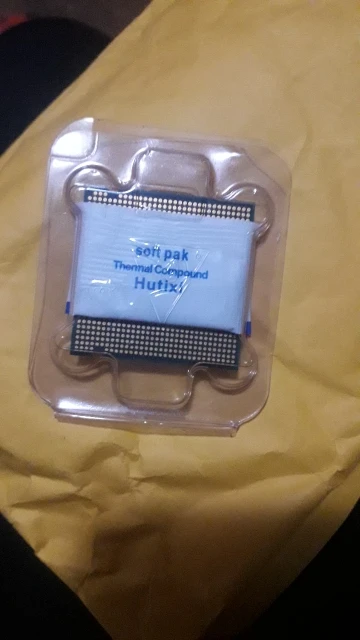 soft pak
Thermal Compound
Hutixi